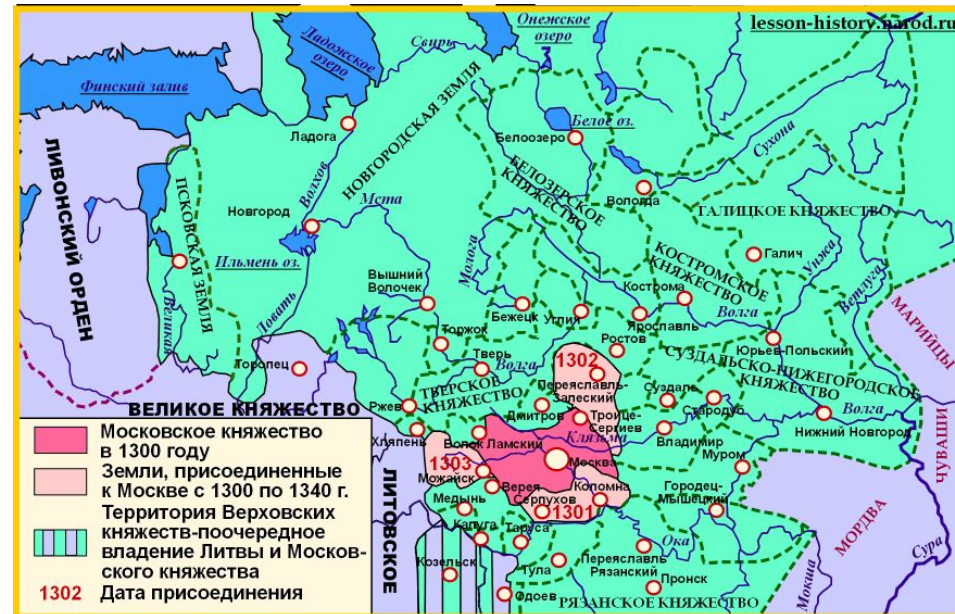 lesson-history.narod.ru
Онежское
озеро
Ладожское
озеро
Свирь
Финский залив
Ладога
Белое оз.
Белоозеро
Сухона
НОВГОРОДСКАЯ ЗЕМЛЯ
ЛИВОНСКИЙ ОРДЕН
ПСКОВСКАЯ ЗЕМЛЯ
Волхов
БЕЛОЗЕРСКОЕ
КНЯЖЕСТВО
Вологда
Мста
Новгород
ГАЛИЦКОЕ КНЯЖЕСТВО
Ильмень оз.
Галич
Унжа
Ветлуга
Великая
Ловать
Вышний
Волочек
Молога
КОСТРОМСКОЕ
КНЯЖЕСТВО
Кострома
Бежецк
Углич
Ярославль
Волга
МАРИЙЦЫ
Торжок
Ростов
Юрьев-Польский
Торопец
Тверь
Волга
1302
СУЗДАЛЬСКО-НИЖЕГОРОДСКОЕ
КНЯЖЕСТВО
ТВЕРСКОЕ
КНЯЖЕСТВО
Переяславль-
Залеский
Суздаль
Стародуб
Ржев
Дмитров
Троице-
Сергиев
Волга
Нижний Новгород
ЧУВАШИ
Хлепень
Волок Ламский
Клязьма
Владимир
Москва
Муром
1303
Можайск
Верея
Коломна
Городец-
Мышецкий
Медынь
Серпухов
1301
МОРДВА
Калуга
Таруса
Ока
Сура
Козельск
Тула
Переяславль
Рязанский
Мокша
Одоев
Пронск
РЯЗАНСКОЕ КНЯЖЕСТВО
ЛИТОВСКОЕ
ВЕЛИКОЕ КНЯЖЕСТВО
Московское княжество
в 1300 году
Земли, присоединенные
к Москве с 1300 по 1340 г.
Территория Верховских
княжеств-поочередное
владение Литвы и Москов-
ского княжества
1302 Дата присоединения